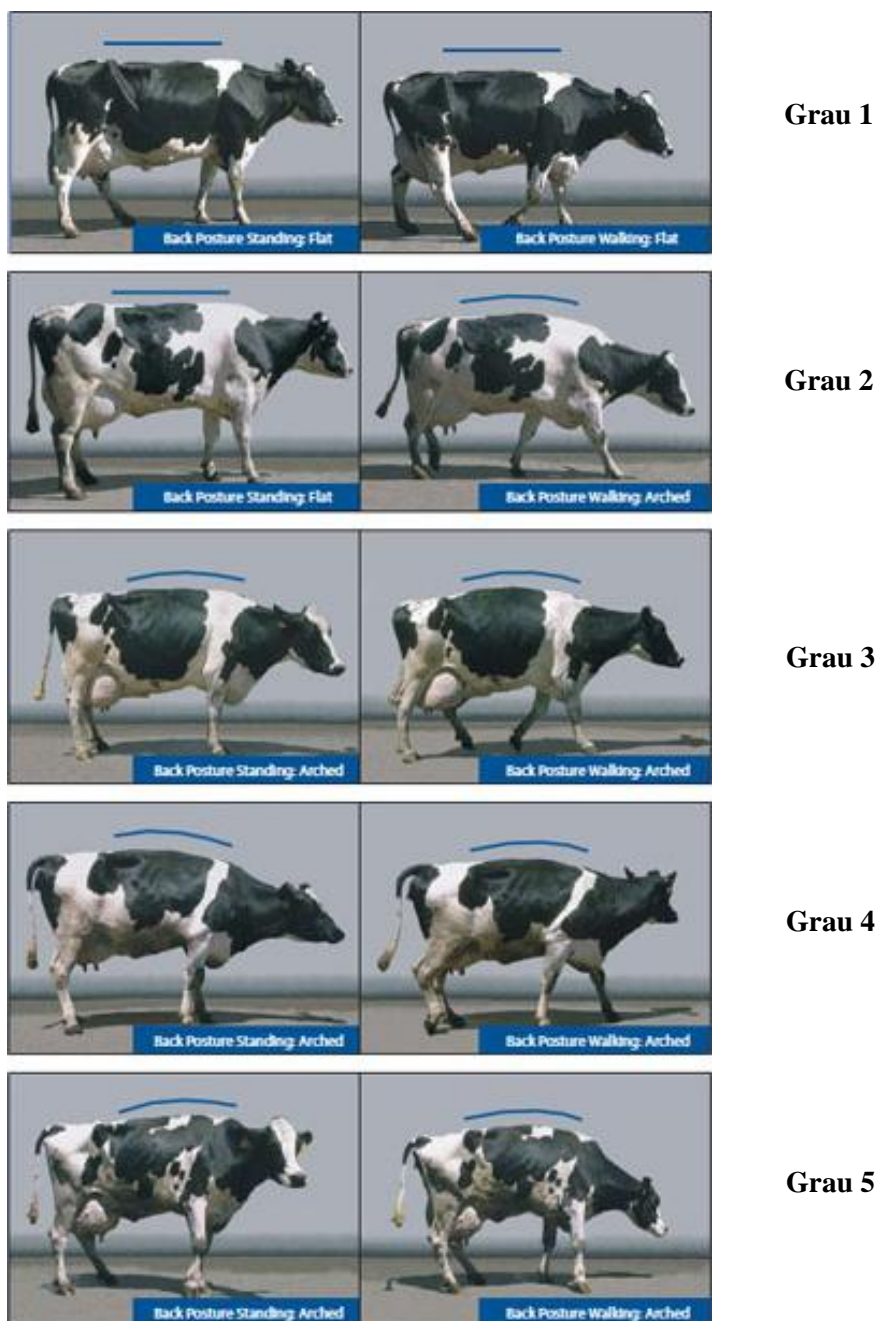 Grau 1
Back Posture Standing: Flat
Back Posture Walking: Flat
Grau 2
Back Posture Standing: Flat
Back Posture Walking: Arched
Grau 3
Back Posture Standing: Arched
Back Posture Walking: Arched
Grau 4
Back Posture Standing: Arched
Back Posture Walking: Arched
Grau 5
Back Posture Standing: Arched
Back Posture Walking: Arched